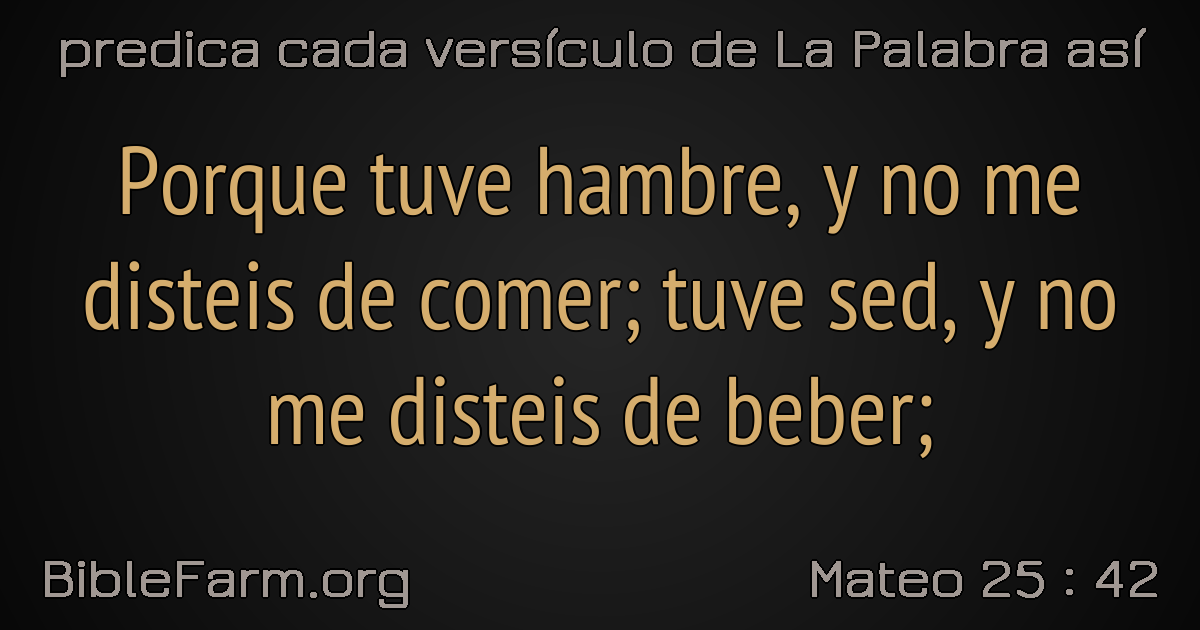 predica cada versículo de La Palabra así
Porque tuve hambre, y no me
disteis de comer; tuve sed, y no
me disteis de beber;
BibleFarm.org
Mateo 25 : 42